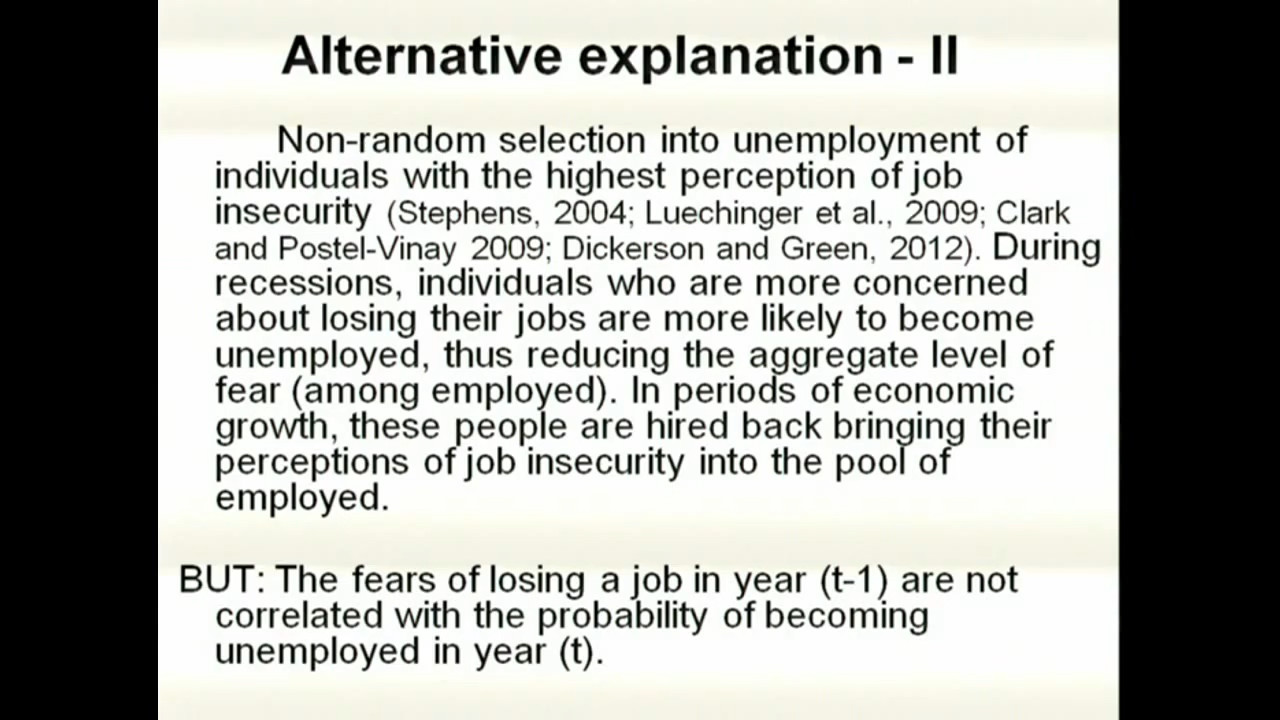 Alternative explanation - II
Non-random selection into unemployment of
individuals with the highest perception of job
insecurity (Stephens, 2004; Luechinger et al., 2009; Clark
and Postel-Vinay 2009; Dickerson and Green, 2012). During
recessions, individuals who are more concerned
about losing their jobs are more likely to become
unemployed, thus reducing the aggregate level of
fear (among employed). In periods of economic
growth, these people are hired back bringing their
perceptions of job insecurity into the pool of
employed.
BUT: The fears of losing a job in year (t-1) are not
correlated with the probability of becoming
unemployed in year (t).